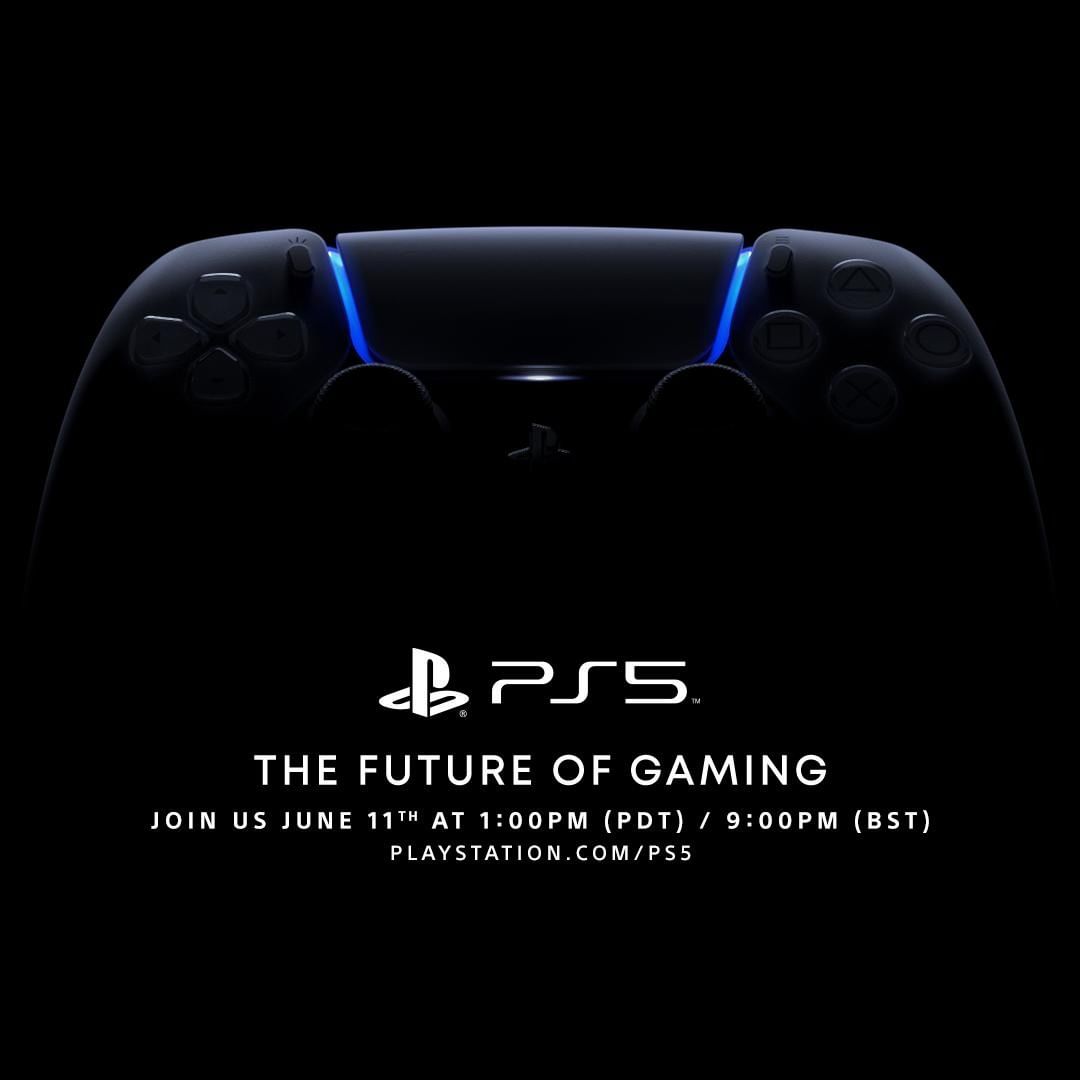 PS5™
THE FUTURE OF GAMING
JOIN US JUNE 11TH AT 1:00PM (PDT) / 9:00PM (BST)
PLAYSTATION.COM/PS5